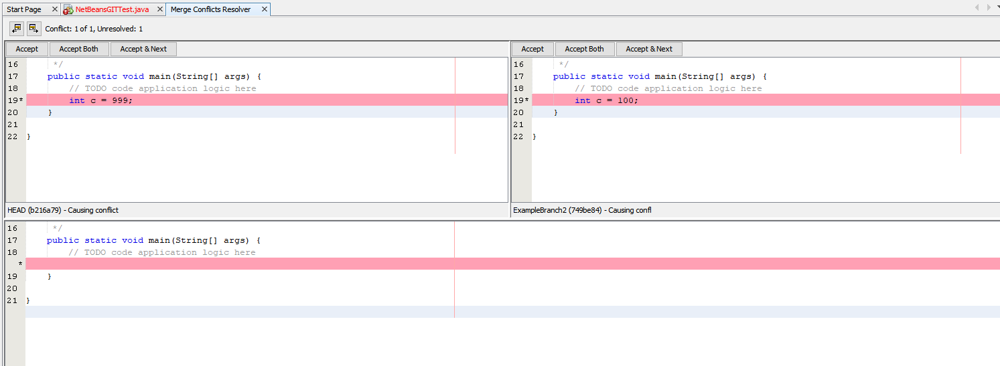 Start Page NetBeansGITTest.java Merge Conflicts Resolver
Conflict: 1 of 1, Unresolved: 1
Accept Accept Both Accept & Next
16 */
17 public static void main(String[] args) {
18 // TODO code application logic here
19* int c = 999;
20 }
21
22 }
HEAD (b216a79) - Causing conflict
Accept Accept Both Accept & Next
16 */
17 public static void main(String[] args) {
18 // TODO code application logic here
19* int c = 100;
20 }
21
22 }
ExampleBranch2 (749be84) - Causing confl
16 */
17 public static void main(String[] args) {
18 // TODO code application logic here
*
19 }
20
21 }